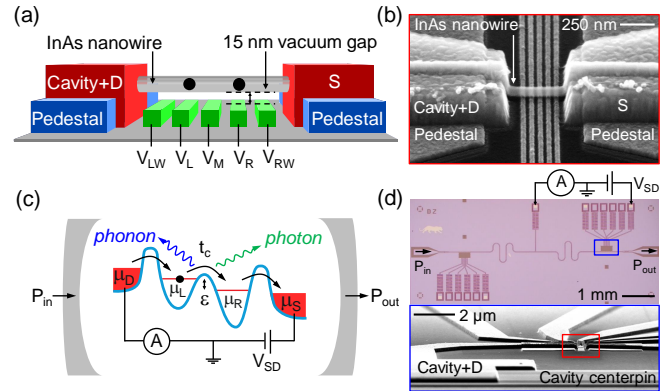 (a)
InAs nanowire
15 nm vacuum gap
Cavity+D
S
Pedestal
Pedestal
V_LW V_L V_M V_R V_RW
(b)
InAs nanowire
250 nm
Cavity+D
S
Pedestal
Pedestal
(c)
phonon
t_c
photon
P_in
μ_D
μ_L
ε
μ_R
μ_S
P_out
A
V_SD
A
V_SD
(d)
P_in
P_out
1 mm
2 μm
Cavity+D
Cavity centerpin